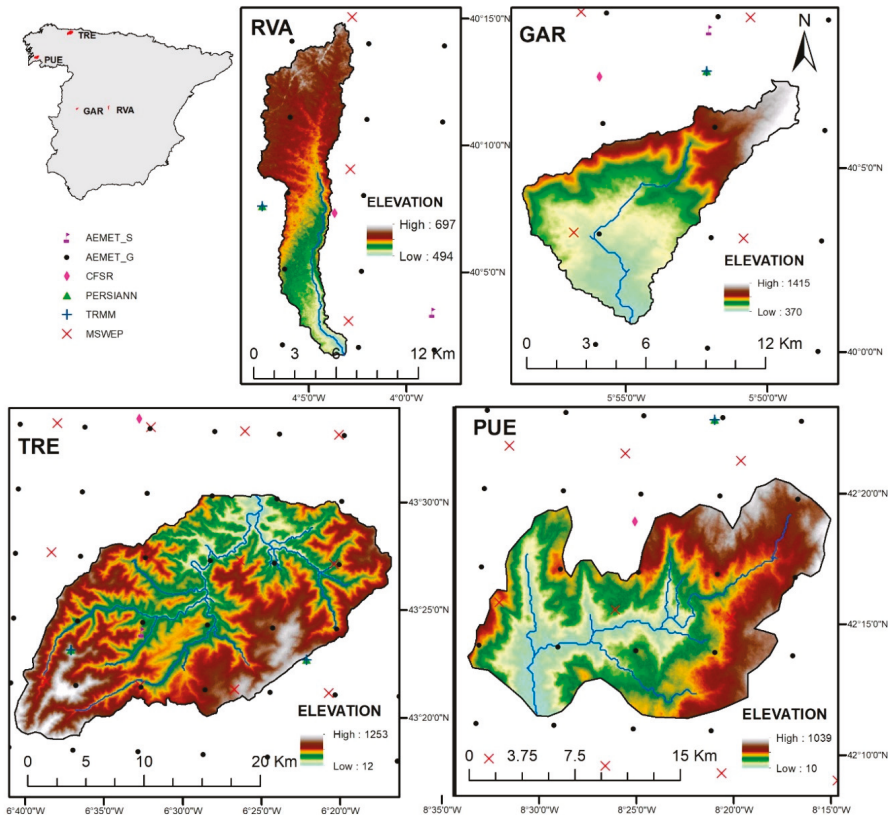 TRE
PUE
GAR
RVA
AEMET_S
AEMET_G
CFSR
PERSIANN
TRMM
MSWEP
RVA
ELEVATION
High : 697
Low : 494
0 3 6 12 Km
4°5'0"W 4°0'0"W
40°15'0"N
40°10'0"N
40°5'0"N
GAR
N
ELEVATION
High : 1415
Low : 370
0 3 6 12 Km
5°55'0"W 5°50'0"W
40°5'0"N
40°0'0"N
TRE
ELEVATION
High : 1253
Low : 12
0 5 10 20 Km
6°40'0"W 6°35'0"W 6°30'0"W 6°25'0"W 6°20'0"W
43°30'0"N
43°25'0"N
43°20'0"N
PUE
ELEVATION
High : 1039
Low : 10
0 3.75 7.5 15 Km
8°35'0"W 8°30'0"W 8°25'0"W 8°20'0"W 8°15'0"W
42°20'0"N
42°15'0"N
42°10'0"N